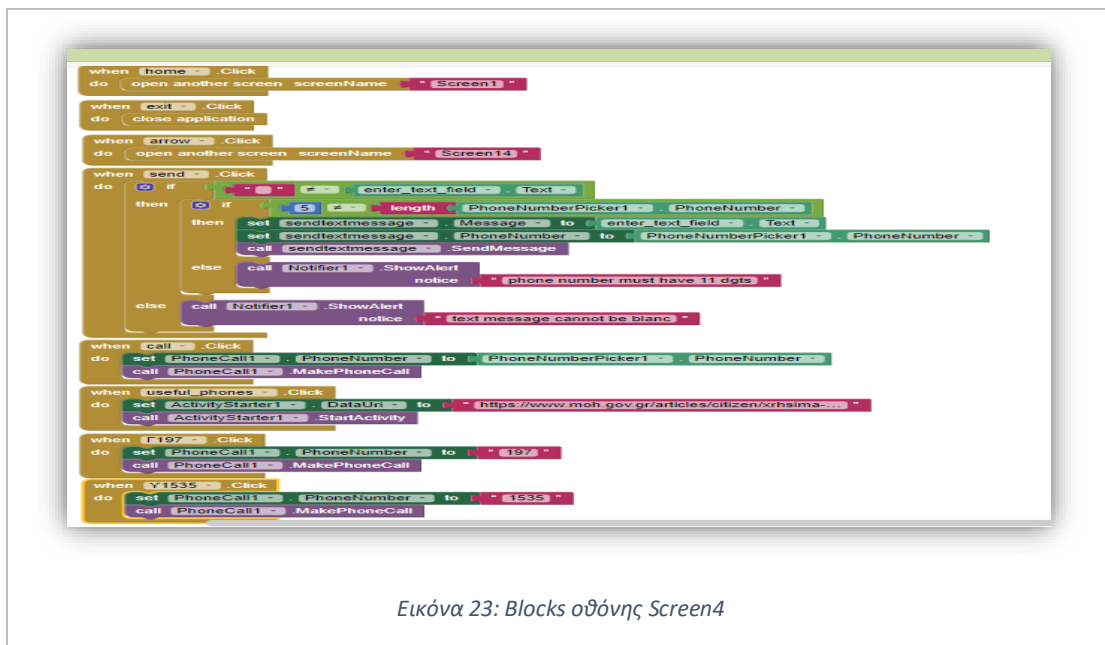 when home .Click
do open another screen screenName " Screen1 "
when exit .Click
do close application
when arrow .Click
do open another screen screenName " Screen14 "
when send .Click
do if " " ≠ enter_text_field . Text
then if 5 ≠ length PhoneNumberPicker1 . PhoneNumber
then set sendtextmessage . Message to enter_text_field . Text
set sendtextmessage . PhoneNumber to PhoneNumberPicker1 . PhoneNumber
call sendtextmessage .SendMessage
else call Notifier1 .ShowAlert
notice " phone number must have 11 dgts "
else call Notifier1 .ShowAlert
notice " text message cannot be blanc "
when call .Click
do set PhoneCall1 . PhoneNumber to PhoneNumberPicker1 . PhoneNumber
call PhoneCall1 .MakePhoneCall
when useful_phones .Click
do set ActivityStarter1 . DataUri to " https://www.moh.gov.gr/articles/citizen/xrhsima-... "
call ActivityStarter1 .StartActivity
when Γ197 .Click
do set PhoneCall1 . PhoneNumber to " 197 "
call PhoneCall1 .MakePhoneCall
when Y1535 .Click
do set PhoneCall1 . PhoneNumber to " 1535 "
call PhoneCall1 .MakePhoneCall
Εικόνα 23: Blocks οθόνης Screen4